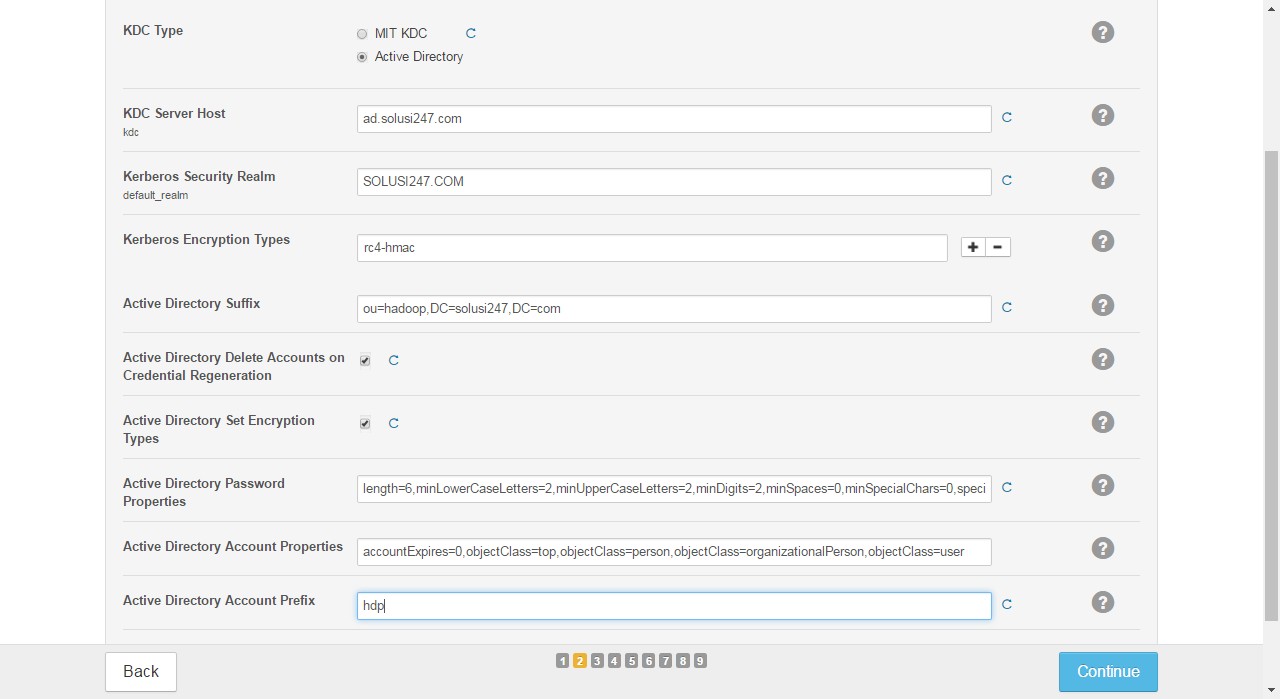 KDC Type
MIT KDC
Active Directory
?
KDC Server Host
kdc
ad.solusi247.com
?
Kerberos Security Realm
default_realm
SOLUSI247.COM
?
Kerberos Encryption Types
rc4-hmac
?
Active Directory Suffix
ou=hadoop,DC=solusi247,DC=com
?
Active Directory Delete Accounts on
Credential Regeneration
?
Active Directory Set Encryption
Types
?
Active Directory Password
Properties
length=6,minLowerCaseLetters=2,minUpperCaseLetters=2,minDigits=2,minSpaces=0,minSpecialChars=0,speci
?
Active Directory Account Properties
accountExpires=0,objectClass=top,objectClass=person,objectClass=organizationalPerson,objectClass=user
?
Active Directory Account Prefix
hdp
?
Back
1 2 3 4 5 6 7 8 9
Continue